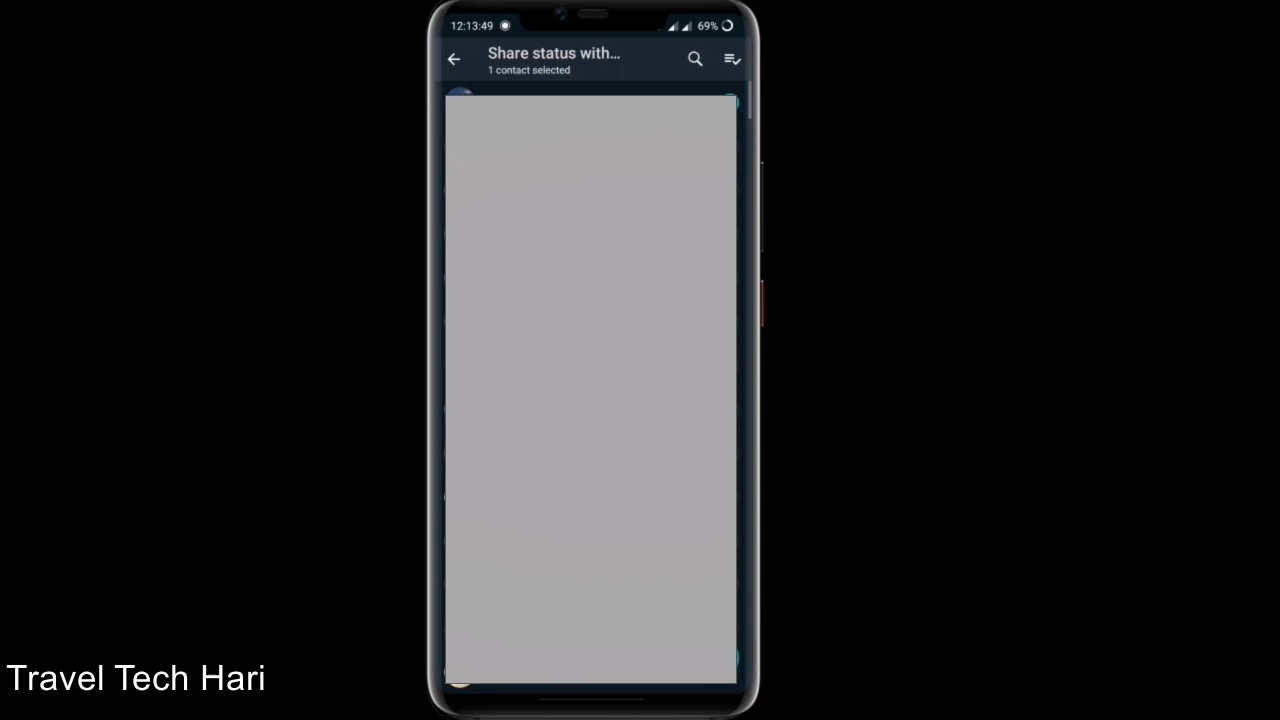 12:13:49
69%
Share status with...
1 contact selected
Travel Tech Hari